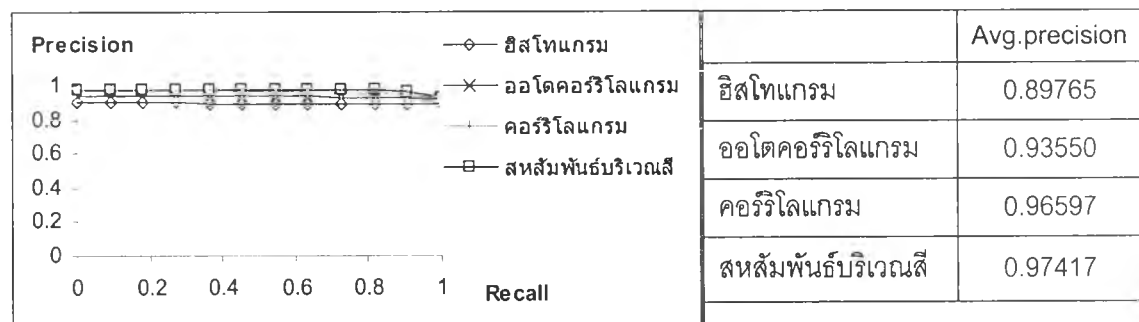 Precision
1
0.8
0.6
0.4
0.2
0
0 0.2 0.4 0.6 0.8 1
Recall
ฮิสโทแกรม
ออโตคอร์ริโลแกรม
คอร์ริโลแกรม
สหสัมพันธ์บริเวณสี
Avg.precision
ฮิสโทแกรม 0.89765
ออโตคอร์ริโลแกรม 0.93550
คอร์ริโลแกรม 0.96597
สหสัมพันธ์บริเวณสี 0.97417